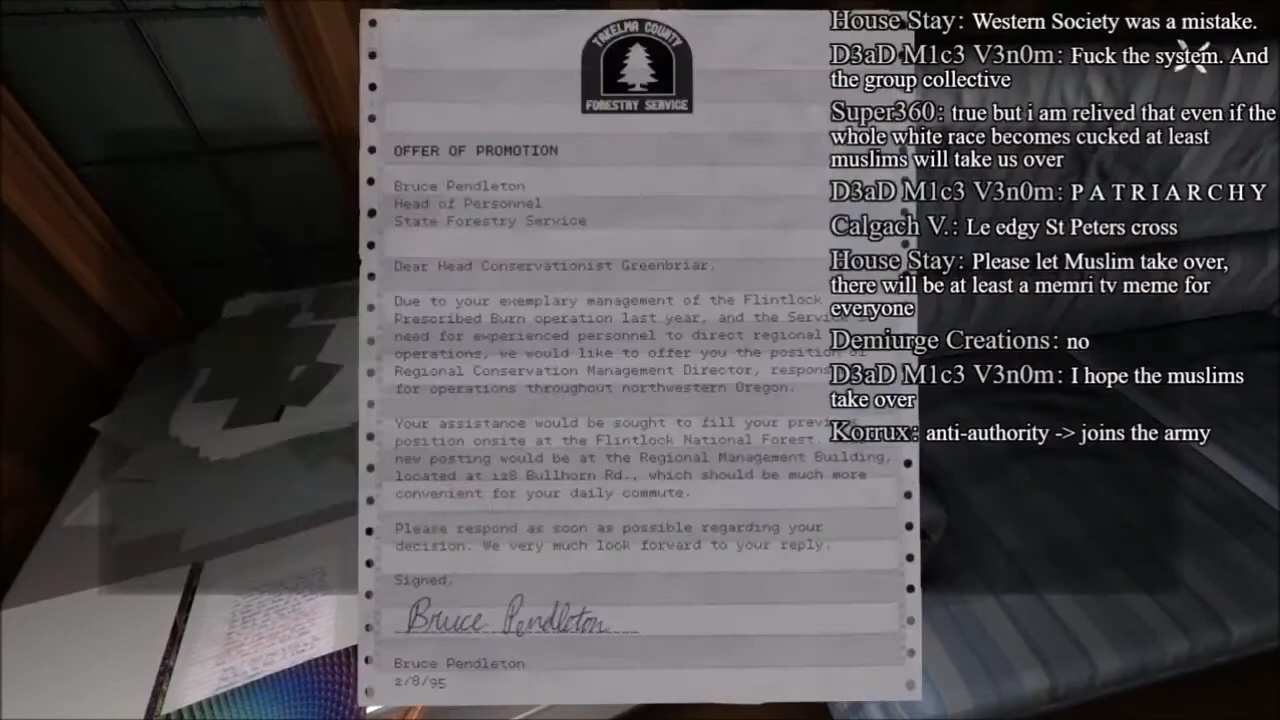 TAKELMA COUNTY
FORESTRY SERVICE
OFFER OF PROMOTION
Bruce Pendleton
Head of Personnel
State Forestry Service
Dear Head Conservationist Greenbriar,
Due to your exemplary management of the Flintlock
Prescribed Burn operation last year, and the
need for experienced personnel to direct regional
operations, we would like to offer you the position of
Regional Conservation Management Director,
for operations throughout northwestern Oregon.
Your assistance would be sought to fill your
position onsite at the Flintlock National Forest.
new posting would be at the Regional Management Building,
located at 128 Bullhorn Rd., which should be much more
convenient for your daily commute.
Please respond as soon as possible regarding your
decision. We very much look forward to your reply.
Signed,
Bruce Pendleton
Bruce Pendleton
2/8/95
House Stay: Western Society was a mistake.
D3aD M1c3 V3n0m: Fuck the system. And
the group collective
Super360: true but i am relived that even if the
whole white race becomes cucked at least
muslims will take us over
D3aD M1c3 V3n0m: P A T R I A R C H Y
Calgach V.: Le edgy St Peters cross
House Stay: Please let Muslim take over,
there will be at least a memri tv meme for
everyone
Demiurge Creations: no
D3aD M1c3 V3n0m: I hope the muslims
take over
Korrux: anti-authority -> joins the army